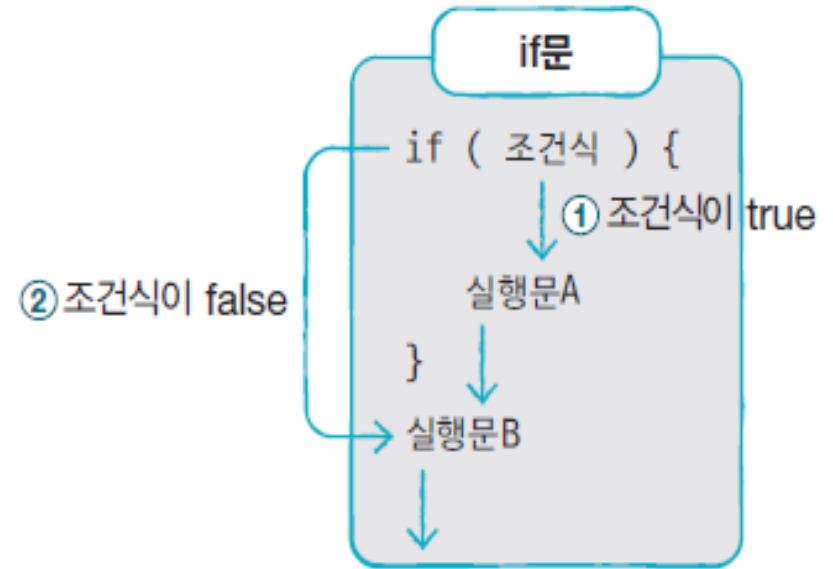 if문
if ( 조건식 ) {
① 조건식이 true
② 조건식이 false
실행문A
}
실행문B